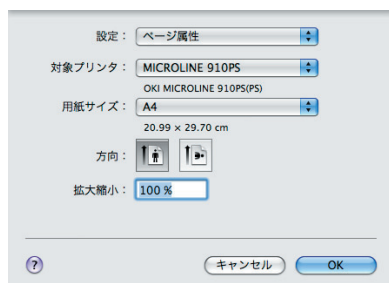 設定： ページ属性
対象プリンタ： MICROLINE 910PS
OKI MICROLINE 910PS(PS)
用紙サイズ： A4
20.99 × 29.70 cm
方向：
拡大縮小： 100 %
? キャンセル OK